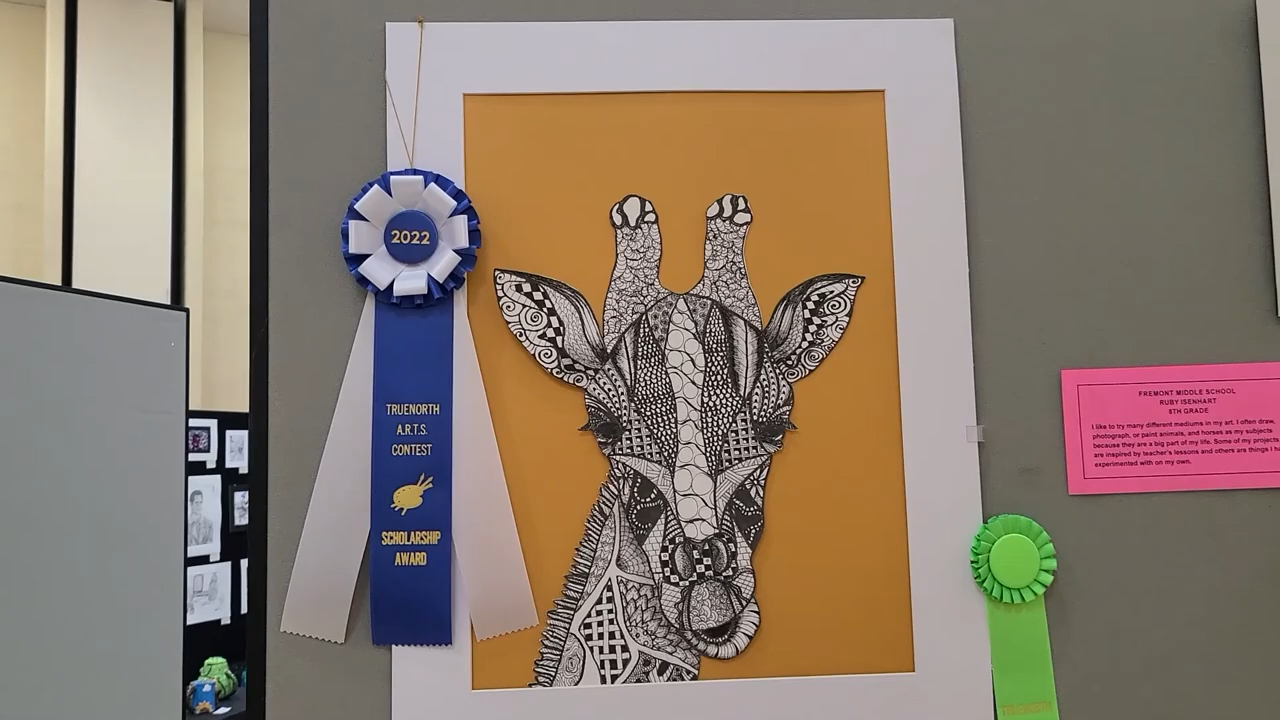 2022
TRUENORTH
A.R.T.S.
CONTEST
SCHOLARSHIP
AWARD
FREMONT MIDDLE SCHOOL
RUBY ISENHART
8TH GRADE
I like to try many different mediums in my art. I often draw,
photograph, or paint animals, and horses as my subjects
because they are a big part of my life. Some of my projects
are inspired by teacher's lessons and others are things I
experimented with on my own.